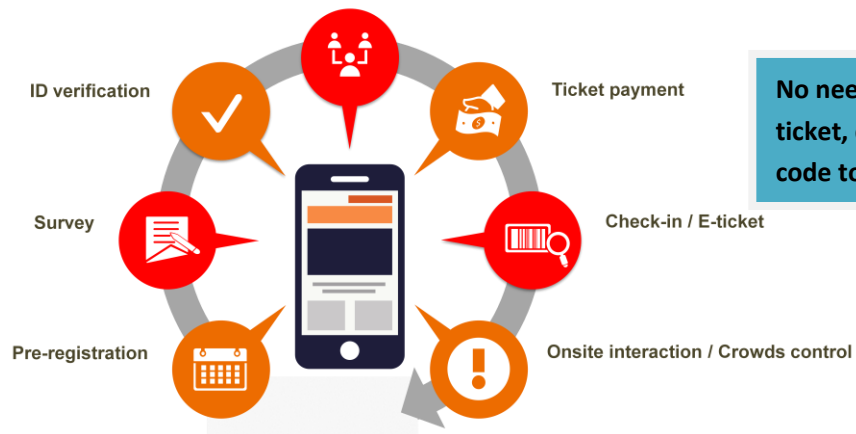 ID verification
Ticket payment
No nee
ticket,
code to
Survey
Check-in / E-ticket
Pre-registration
Onsite interaction / Crowds control